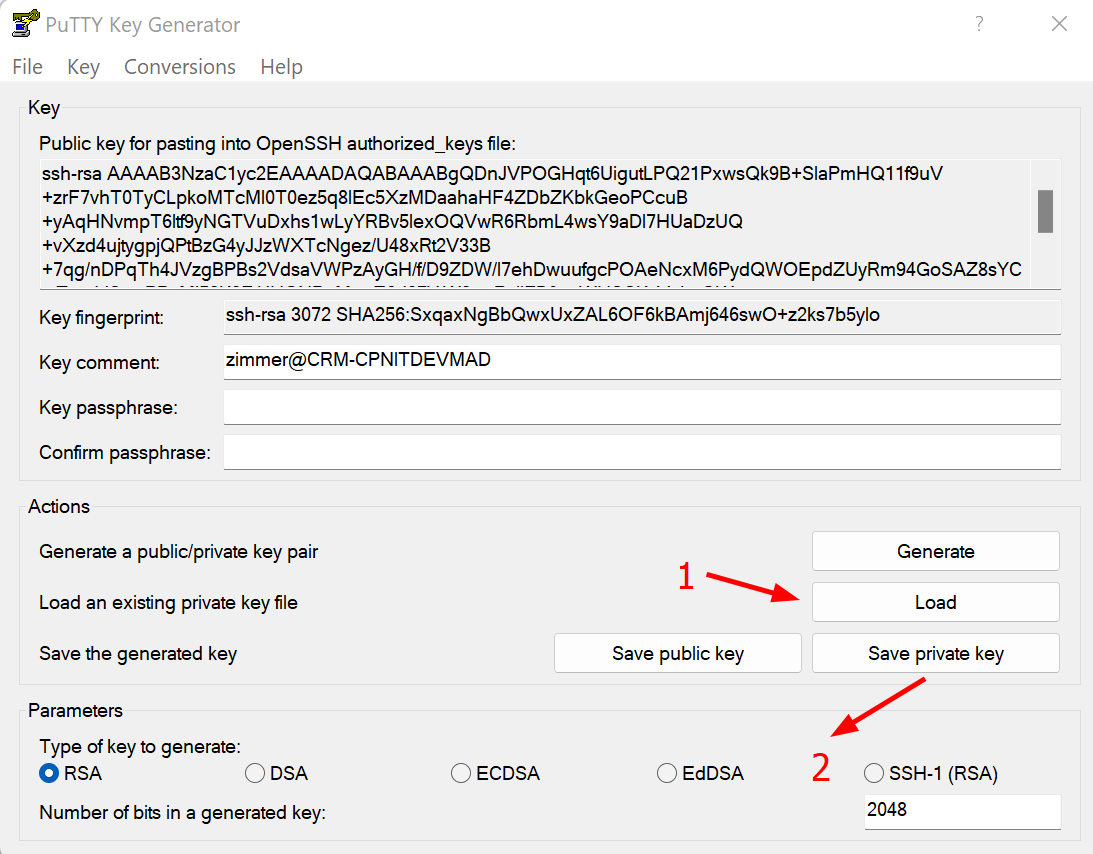 PuTTY Key Generator
?
File Key Conversions Help
Key
Public key for pasting into OpenSSH authorized_keys file:
ssh-rsa AAAAB3NzaC1yc2EAAAADAQABAAABgQDnJVPOGHqt6UigutLPQ21PxwsQk9B+SlaPmHQ11f9uV
+zrF7vhT0TyCLpkoMTcMl0T0ez5q8lEc5XzMDaahaHF4ZDbZKbkGeoPCcuB
+yAqHNvmpT6ltf9yNGTVuDxhs1wLyYRBv5lexOQVwR6RbmL4wsY9aDl7HUaDzUQ
+vXzd4ujtygpjQPtBzG4yJJzWXTcNgez/U48xRt2V33B
+7qg/nDPqTh4JVzgBPBs2VdsaVWPzAyGH/f/D9ZDW/l7ehDwuufgcPOAeNcxM6PydQWOEpdZUyRm94GoSAZ8sYC
Key fingerprint: ssh-rsa 3072 SHA256:SxqaxNgBbQwxUxZAL6OF6kBAmj646swO+z2ks7b5ylo
Key comment: zimmer@CRM-CPNITDEVMAD
Key passphrase:
Confirm passphrase:
Actions
Generate a public/private key pair Generate
1
Load an existing private key file Load
Save the generated key Save public key Save private key
Parameters
Type of key to generate:
2
RSA DSA ECDSA EdDSA SSH-1 (RSA)
Number of bits in a generated key: 2048